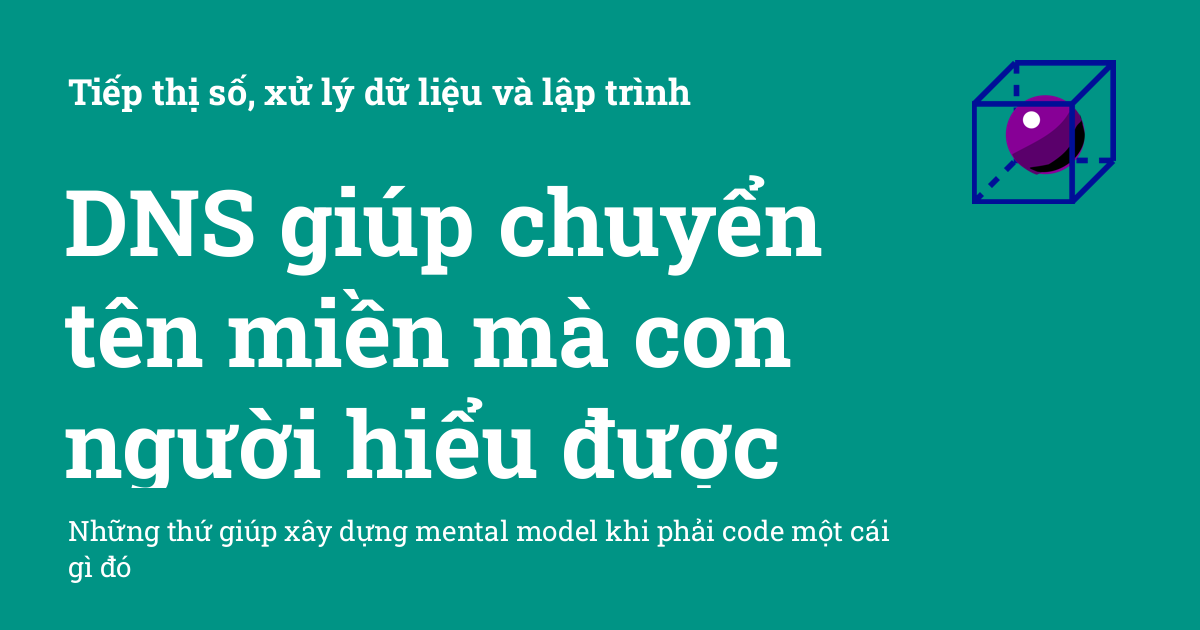 Tiếp thị số, xử lý dữ liệu và lập trình
DNS giúp chuyển
tên miền mà con
người hiểu được
Những thứ giúp xây dựng mental model khi phải code một cái
gì đó